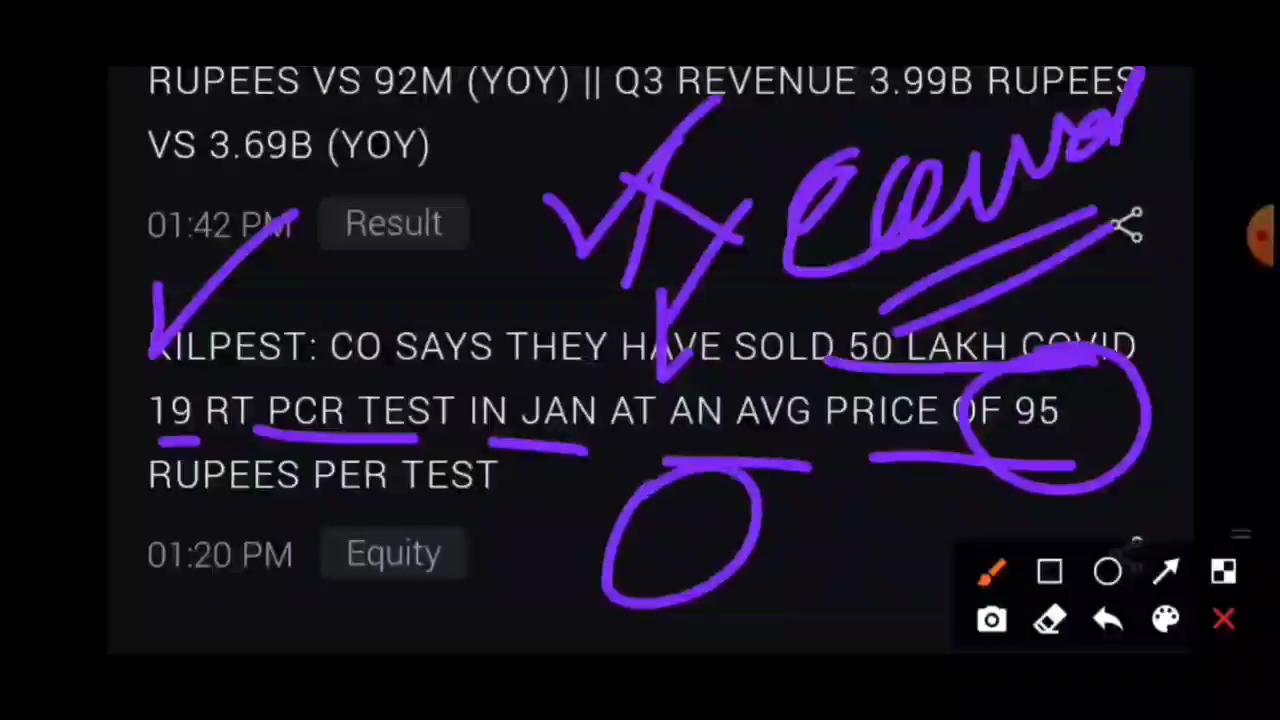 RUPEES VS 92M (YOY) || Q3 REVENUE 3.99B RUPEES
VS 3.69B (YOY)
01:42 PM Result
KILPEST: CO SAYS THEY HAVE SOLD 50 LAKH COVID
19 RT PCR TEST IN JAN AT AN AVG PRICE OF 95
RUPEES PER TEST
01:20 PM Equity